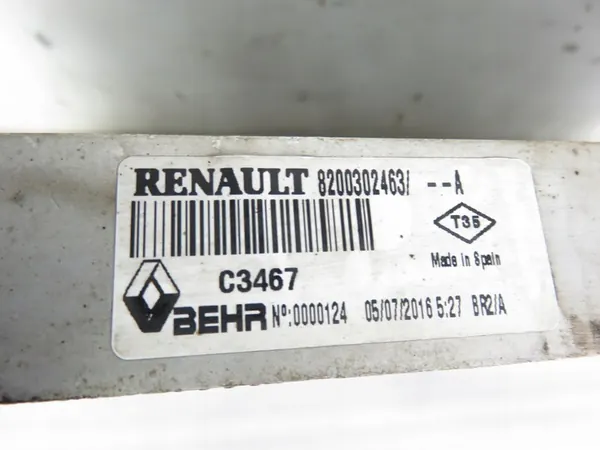 RENAULT 8200302463/ --A
T35
Made in Spain
C3467
BEHR Nº:0000124 05/07/2016 5:27 BR2/A